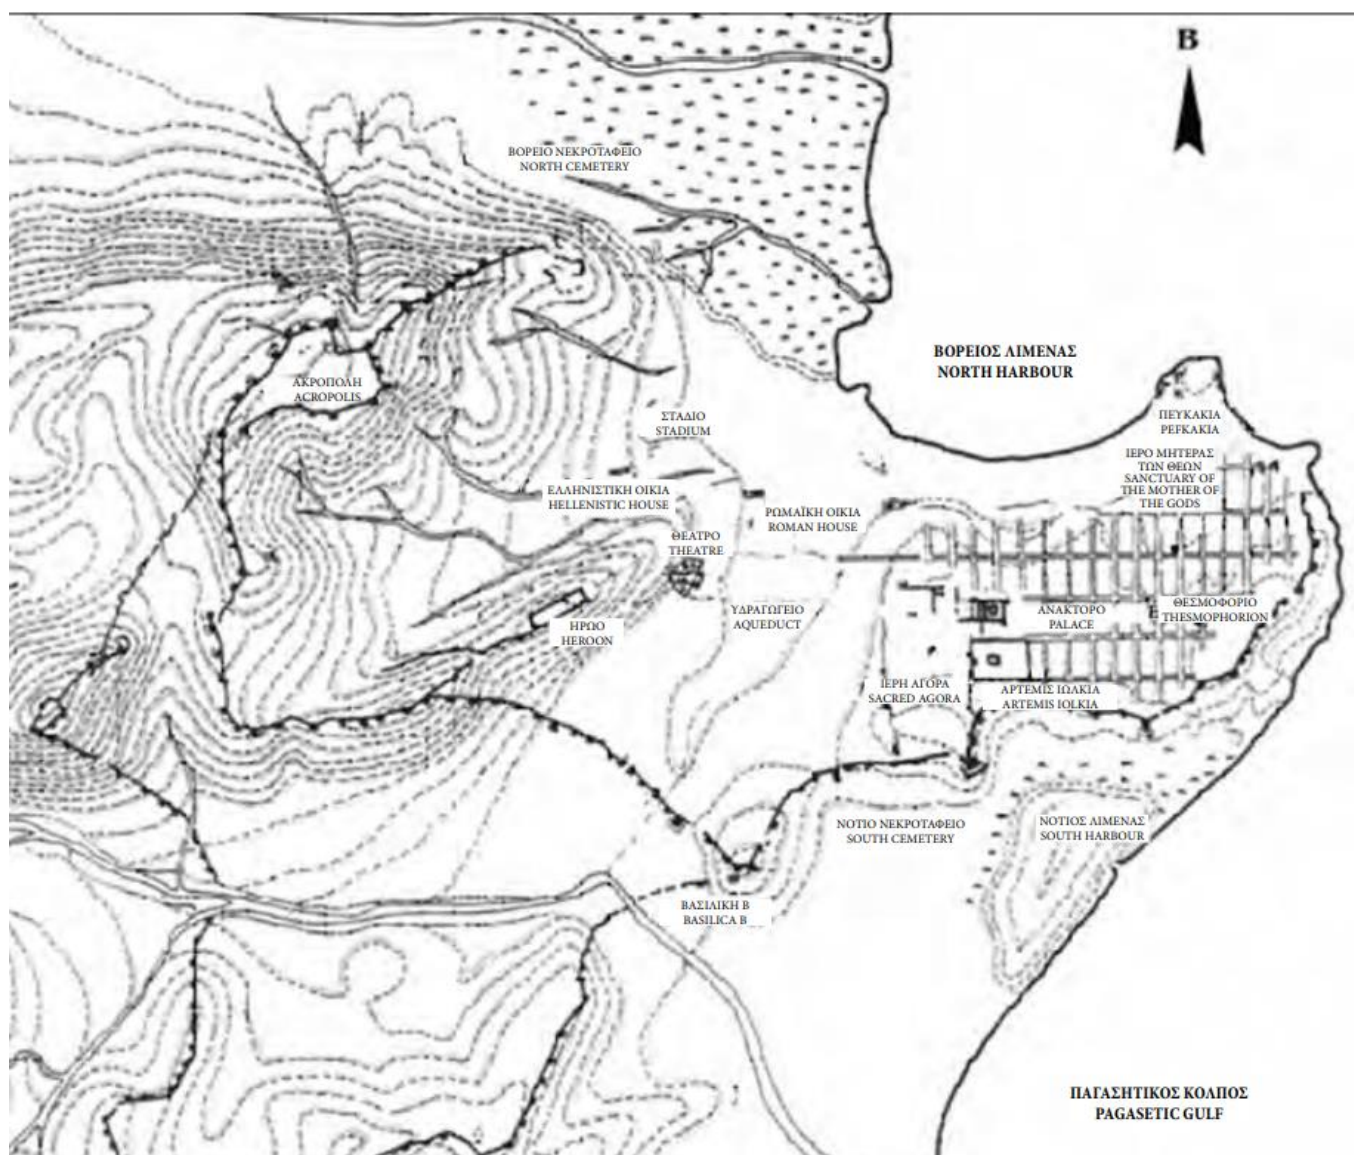 Β
ΒΟΡΕΙΟ ΝΕΚΡΟΤΑΦΕΙΟ
NORTH CEMETERY
ΒΟΡΕΙΟΣ ΛΙΜΕΝΑΣ
NORTH HARBOUR
ΑΚΡΟΠΟΛΗ
ACROPOLIS
ΣΤΑΔΙΟ
STADIUM
ΠΕΥΚΑΚΙΑ
PEFKAKIA
ΙΕΡΟ ΜΗΤΕΡΑΣ
ΤΩΝ ΘΕΩΝ
SANCTUARY OF
THE MOTHER OF
THE GODS
ΕΛΛΗΝΙΣΤΙΚΗ ΟΙΚΙΑ
HELLENISTIC HOUSE
ΡΩΜΑΪΚΗ ΟΙΚΙΑ
ROMAN HOUSE
ΘΕΑΤΡΟ
THEATRE
ΗΡΩΟ
HEROON
ΥΔΡΑΓΩΓΕΙΟ
AQUEDUCT
ΑΝΑΚΤΟΡΟ
PALACE
ΘΕΣΜΟΦΟΡΙΟ
THESMOPHORION
ΙΕΡΗ ΑΓΟΡΑ
SACRED AGORA
ΑΡΤΕΜΙΣ ΙΩΛΚΙΑ
ARTEMIS IOLKIA
ΝΟΤΙΟ ΝΕΚΡΟΤΑΦΕΙΟ
SOUTH CEMETERY
ΝΟΤΙΟΣ ΛΙΜΕΝΑΣ
SOUTH HARBOUR
ΒΑΣΙΛΙΚΗ Β
BASILICA B
ΠΑΓΑΣΗΤΙΚΟΣ ΚΟΛΠΟΣ
PAGASETIC GULF